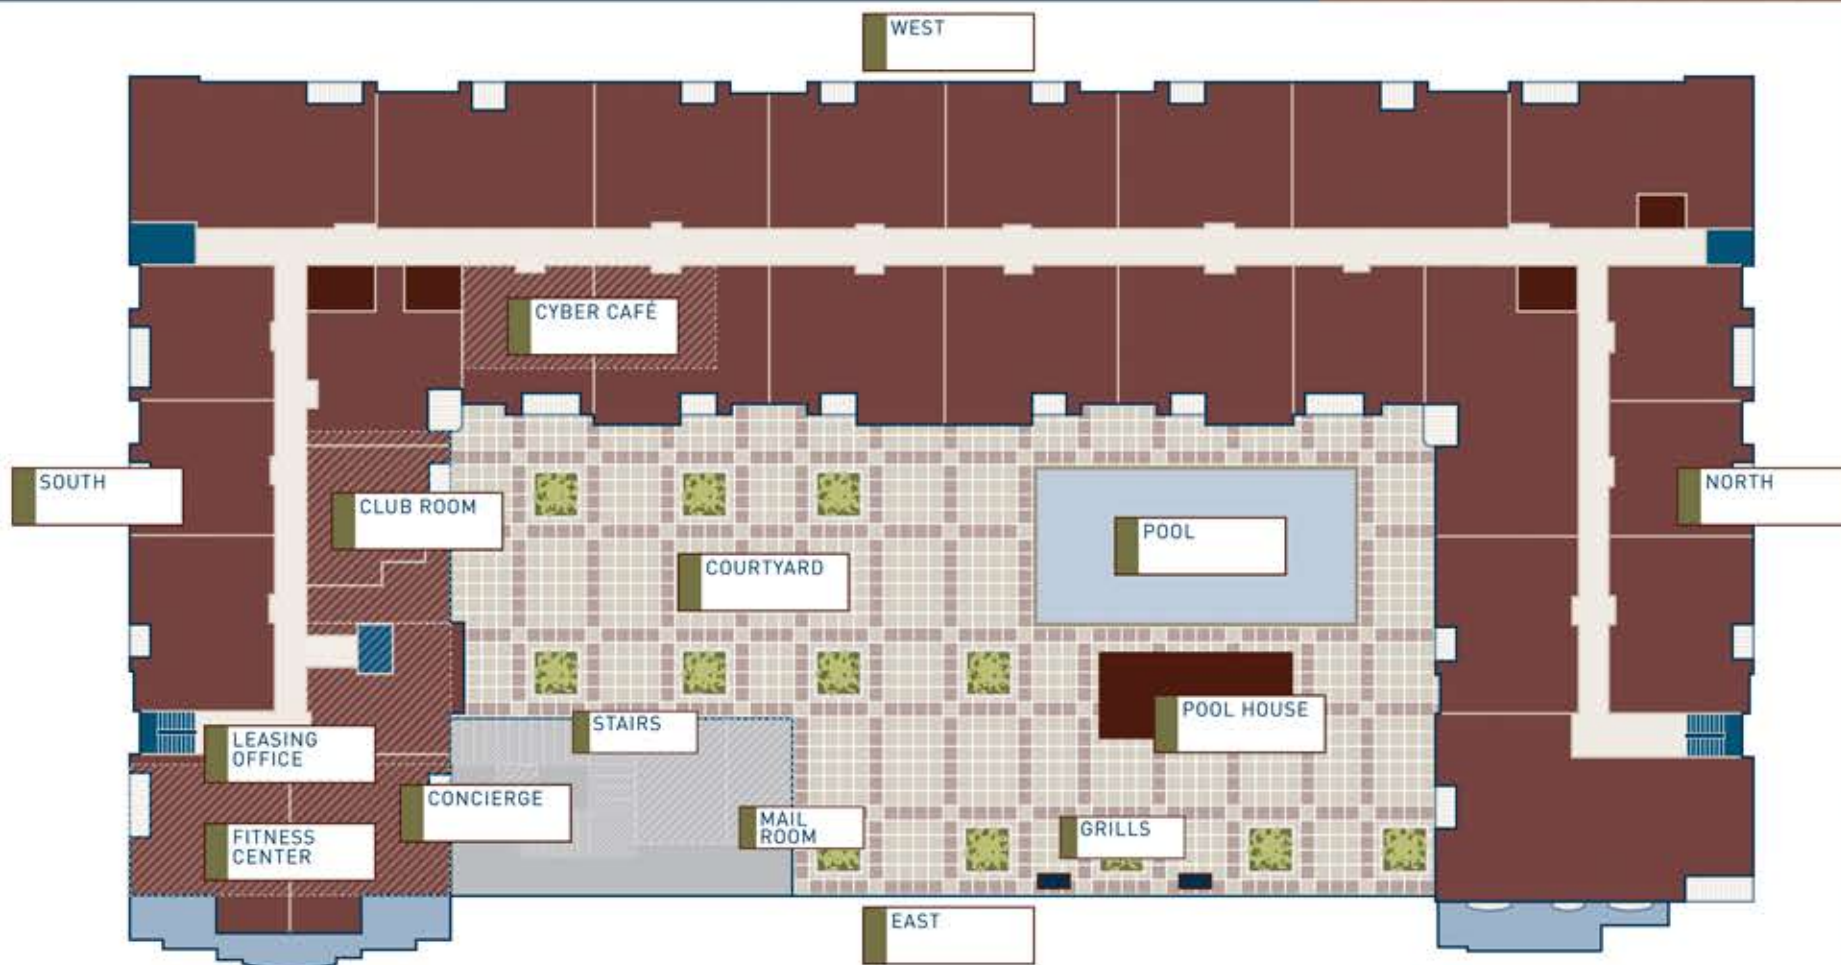 WEST
CYBER CAFÉ
SOUTH
CLUB ROOM
NORTH
POOL
COURTYARD
STAIRS
POOL HOUSE
LEASING
OFFICE
CONCIERGE
MAIL
ROOM
GRILLS
FITNESS
CENTER
EAST